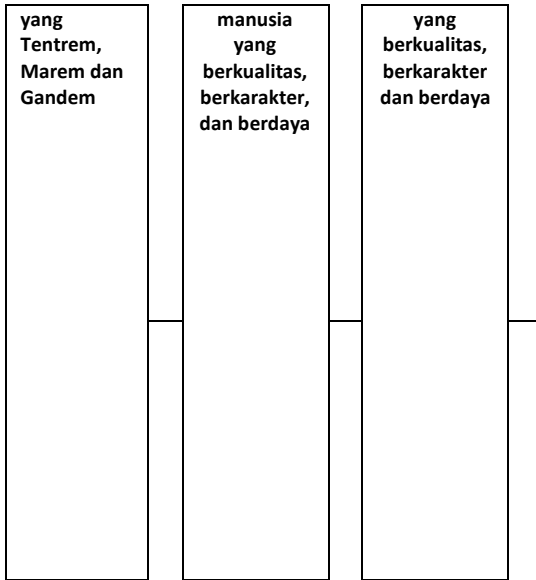 yang
Tentrem,
Marem dan
Gandem
manusia
yang
berkualitas,
berkarakter,
dan berdaya
yang
berkualitas,
berkarakter
dan berdaya